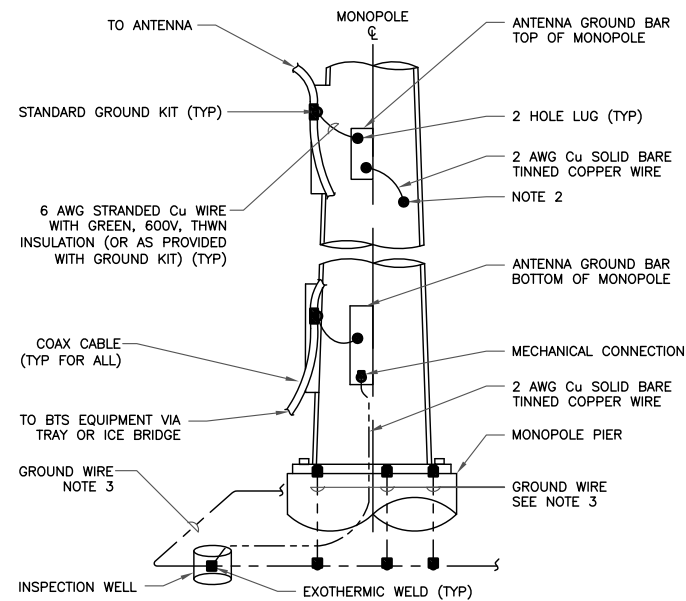 MONOPOLE
℄
TO ANTENNA
ANTENNA GROUND BAR
TOP OF MONOPOLE
STANDARD GROUND KIT (TYP)
2 HOLE LUG (TYP)
2 AWG Cu SOLID BARE
TINNED COPPER WIRE
NOTE 2
6 AWG STRANDED Cu WIRE
WITH GREEN, 600V, THWN
INSULATION (OR AS PROVIDED
WITH GROUND KIT) (TYP)
ANTENNA GROUND BAR
BOTTOM OF MONOPOLE
COAX CABLE
(TYP FOR ALL)
MECHANICAL CONNECTION
2 AWG Cu SOLID BARE
TINNED COPPER WIRE
TO BTS EQUIPMENT VIA
TRAY OR ICE BRIDGE
MONOPOLE PIER
GROUND WIRE
NOTE 3
GROUND WIRE
SEE NOTE 3
INSPECTION WELL
EXOTHERMIC WELD (TYP)